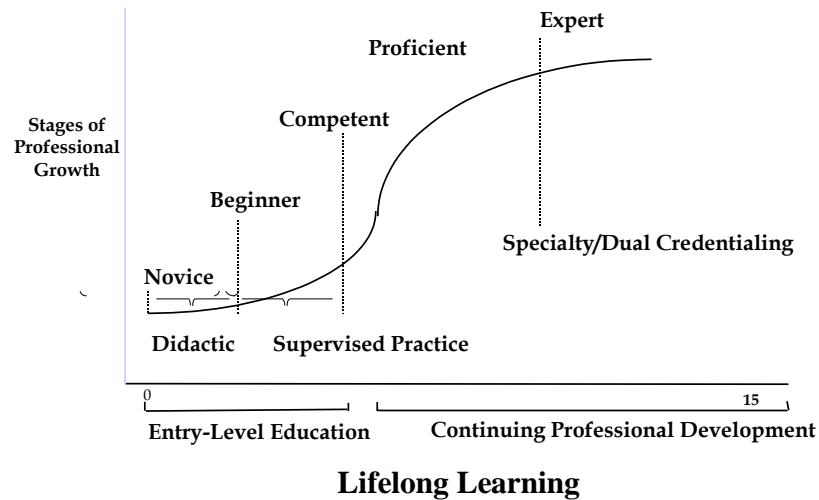 Expert
Proficient
Competent
Stages of
Professional
Growth
Beginner
Specialty/Dual Credentialing
Novice
Didactic
Supervised Practice
0
15
Entry-Level Education
Continuing Professional Development
Lifelong Learning